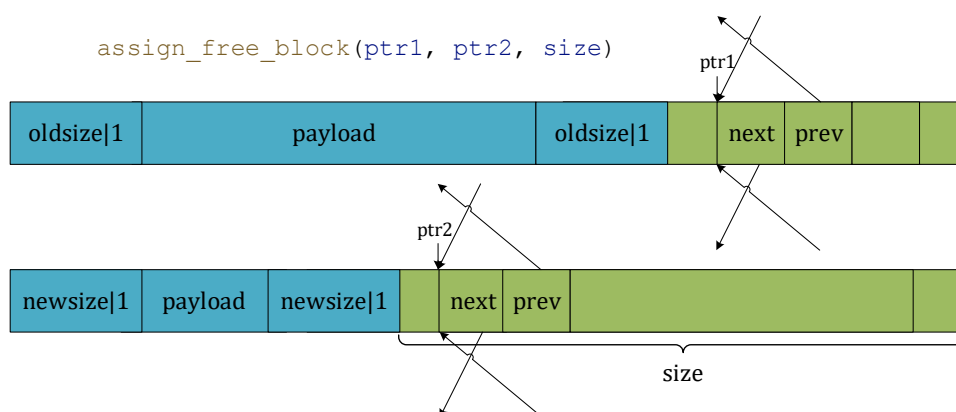 assign_free_block(ptr1, ptr2, size)
ptr1
oldsize|1 payload oldsize|1 next prev
ptr2
newsize|1 payload newsize|1 next prev
size